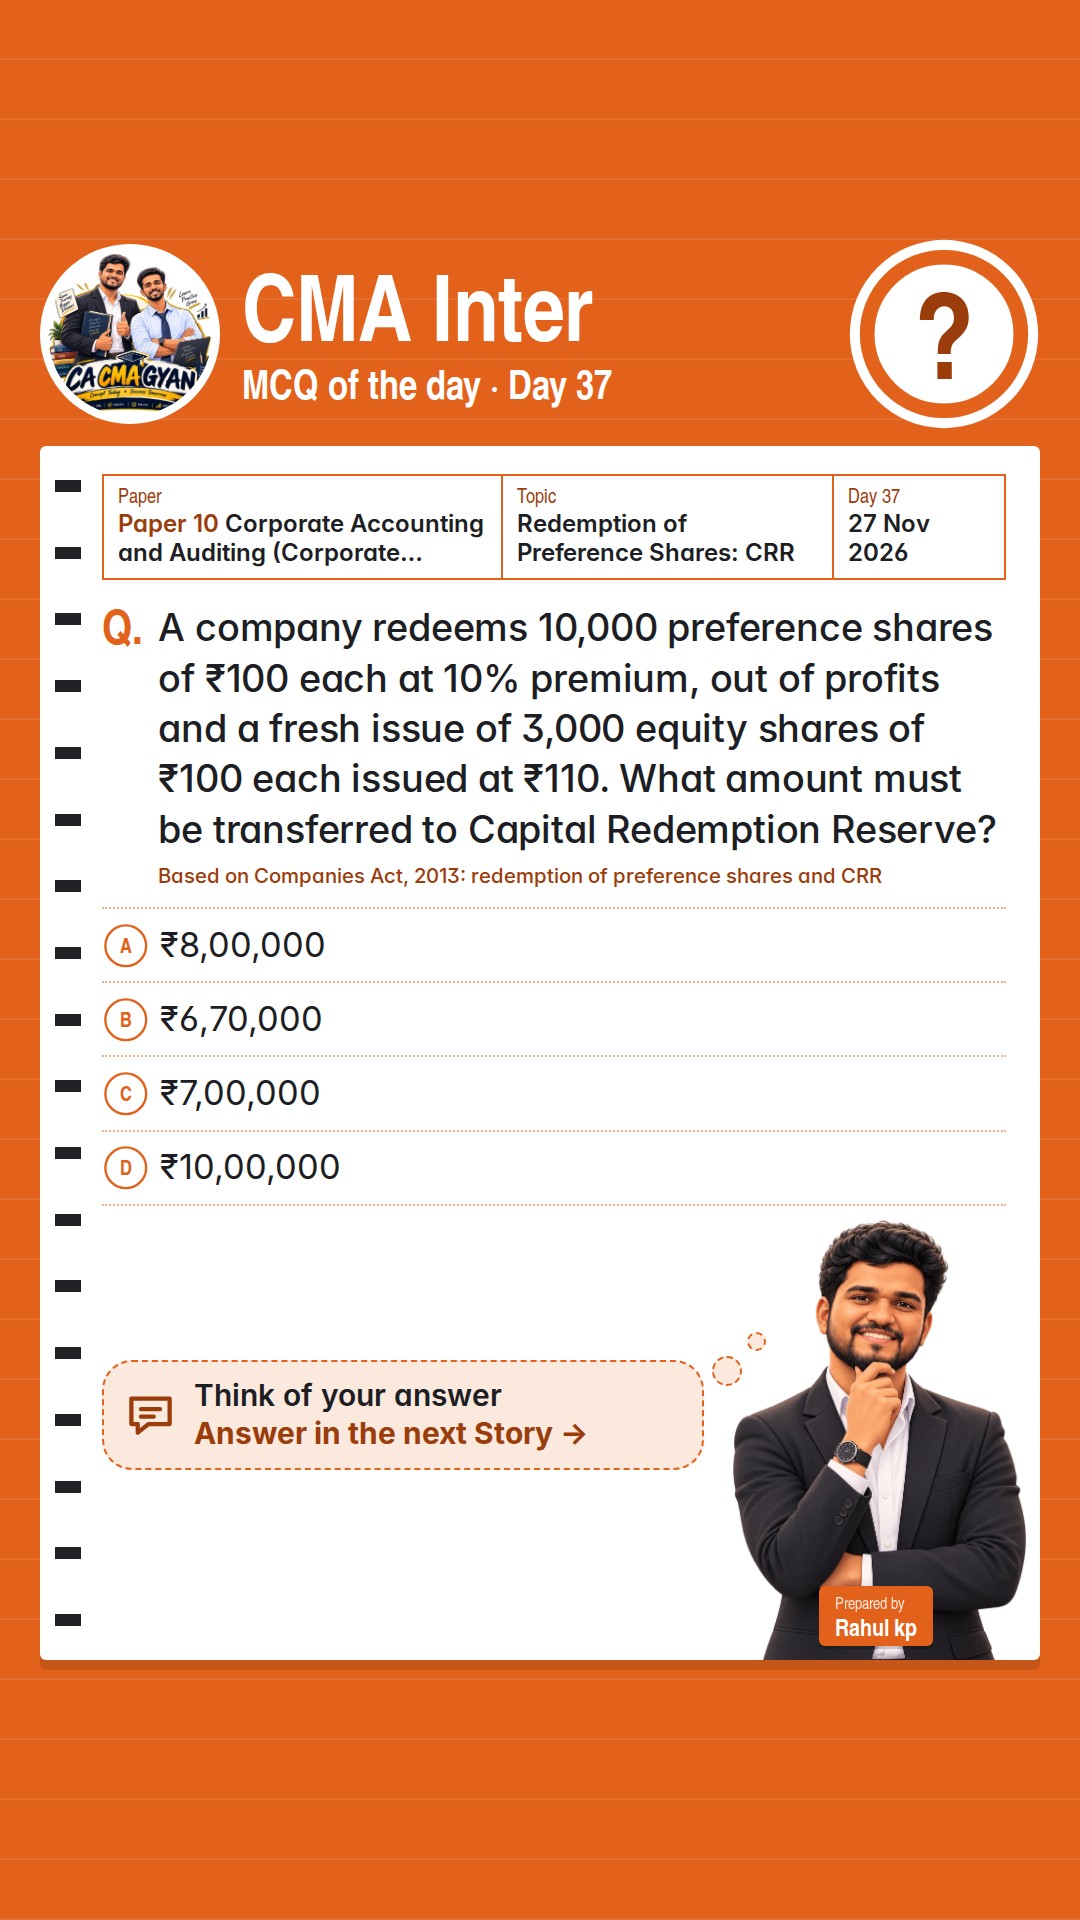 CA CMA GYAN
CMA Inter
MCQ of the day · Day 37
?
Paper
Paper 10 Corporate Accounting
and Auditing (Corporate...
Topic
Redemption of
Preference Shares: CRR
Day 37
27 Nov
2026
Q. A company redeems 10,000 preference shares
of ₹100 each at 10% premium, out of profits
and a fresh issue of 3,000 equity shares of
₹100 each issued at ₹110. What amount must
be transferred to Capital Redemption Reserve?
Based on Companies Act, 2013: redemption of preference shares and CRR
A ₹8,00,000
B ₹6,70,000
C ₹7,00,000
D ₹10,00,000
Think of your answer
Answer in the next Story →
Prepared by
Rahul kp